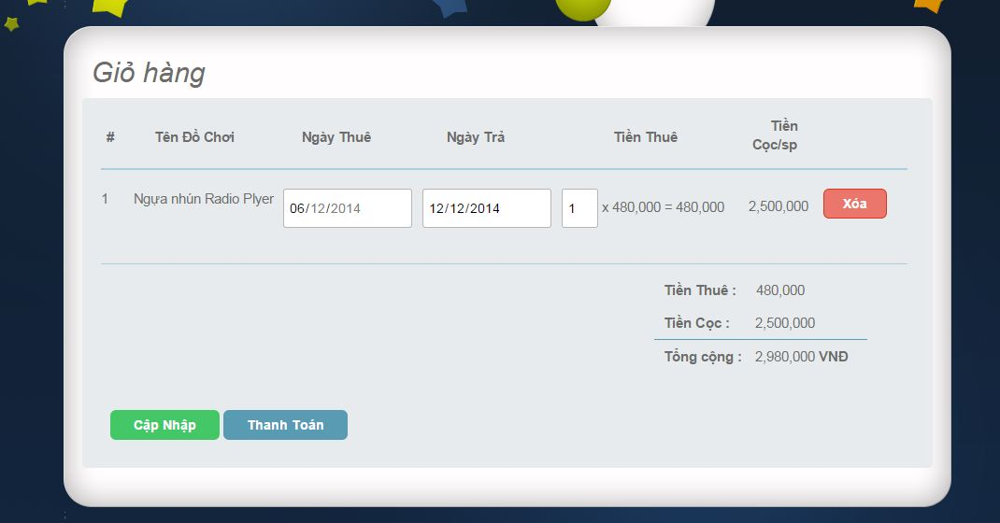 Giỏ hàng
# Tên Đồ Chơi Ngày Thuê Ngày Trả Tiền Thuê Tiền
Cọc/sp
1 Ngựa nhún Radio Plyer 06/12/2014 12/12/2014 1 x 480,000 = 480,000 2,500,000 Xóa
Tiền Thuê : 480,000
Tiền Cọc : 2,500,000
Tổng cộng : 2,980,000 VNĐ
Cập Nhập Thanh Toán